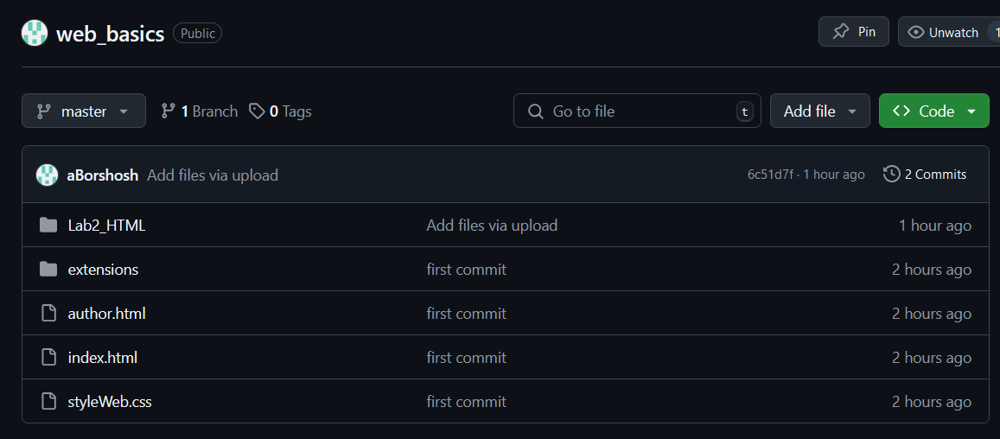 web_basics Public Pin Unwatch 1
master 1 Branch 0 Tags Go to file t Add file Code
aBorshosh Add files via upload 6c51d7f · 1 hour ago 2 Commits
Lab2_HTML Add files via upload 1 hour ago
extensions first commit 2 hours ago
author.html first commit 2 hours ago
index.html first commit 2 hours ago
styleWeb.css first commit 2 hours ago